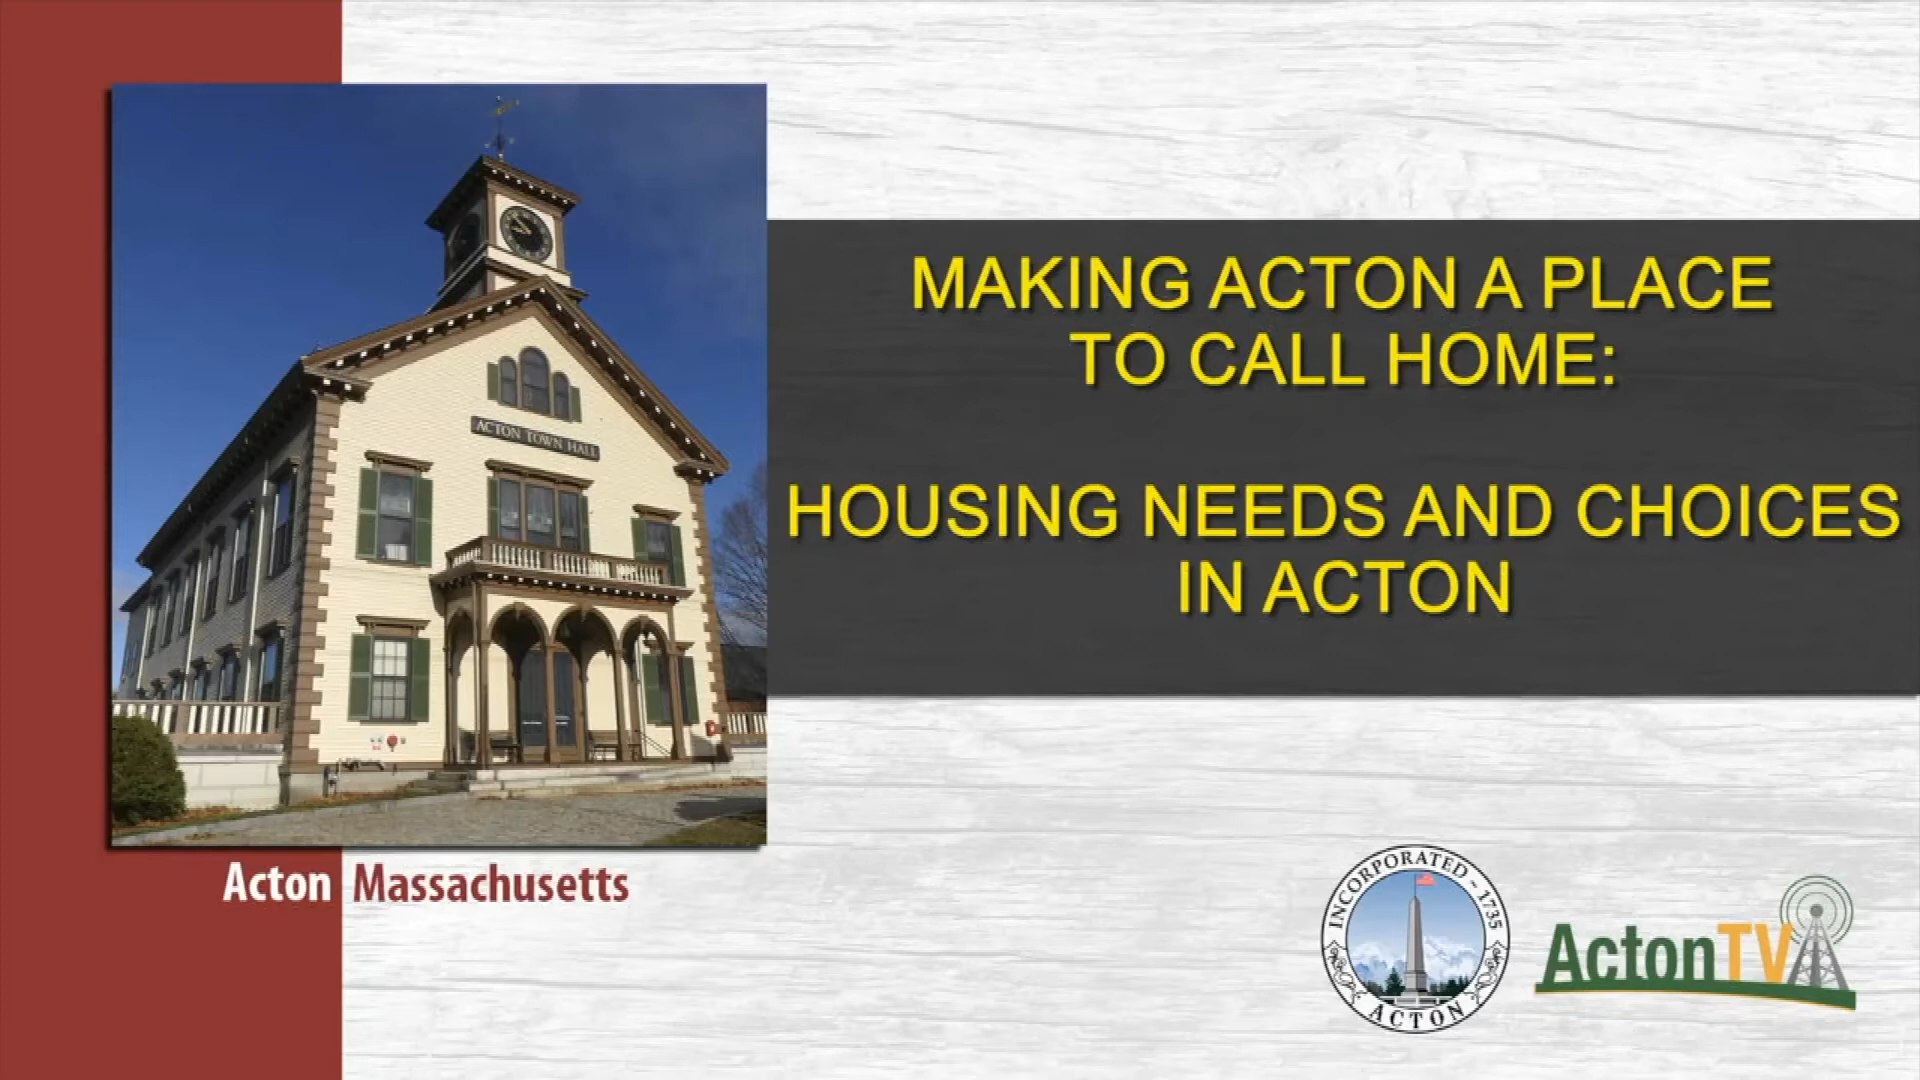 MAKING ACTON A PLACE
TO CALL HOME:
HOUSING NEEDS AND CHOICES
IN ACTON
ACTON TOWN HALL
Acton Massachusetts
INCORPORATED - 1735
ACTON
ActonTV